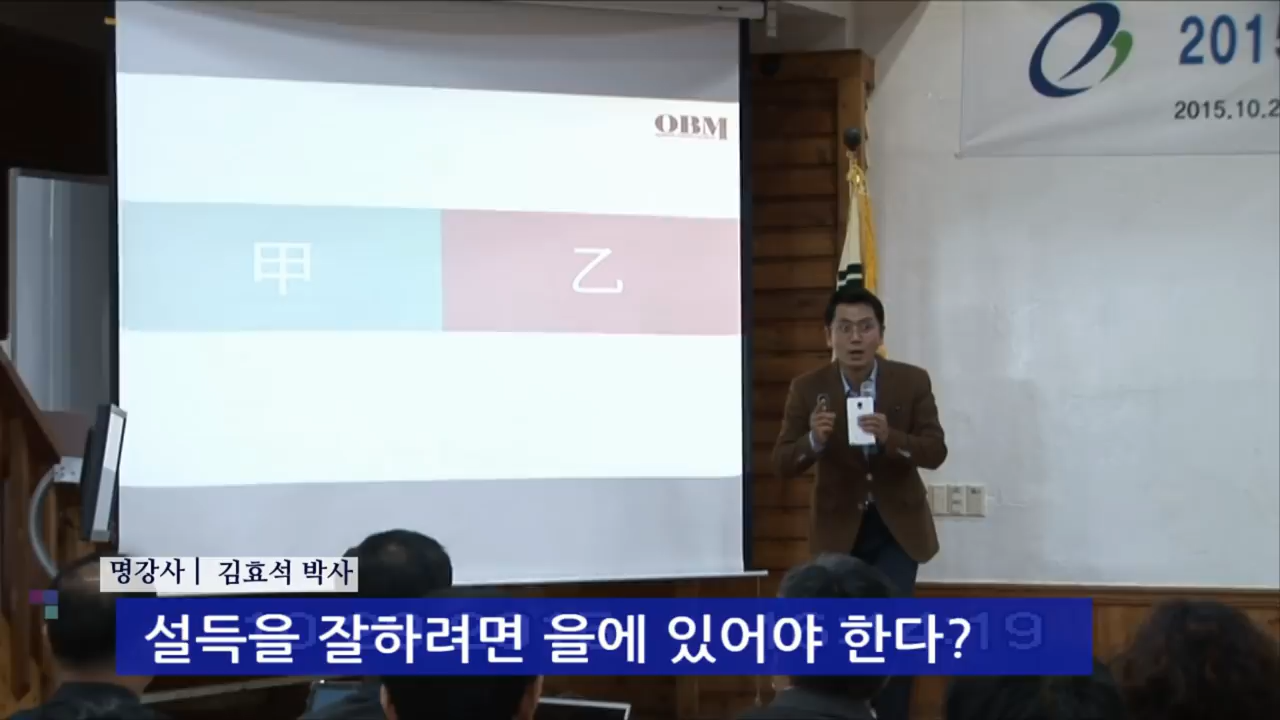 OBM
甲 乙
2015
2015.10.2
명강사| 김효석 박사
설득을 잘하려면 을에 있어야 한다?